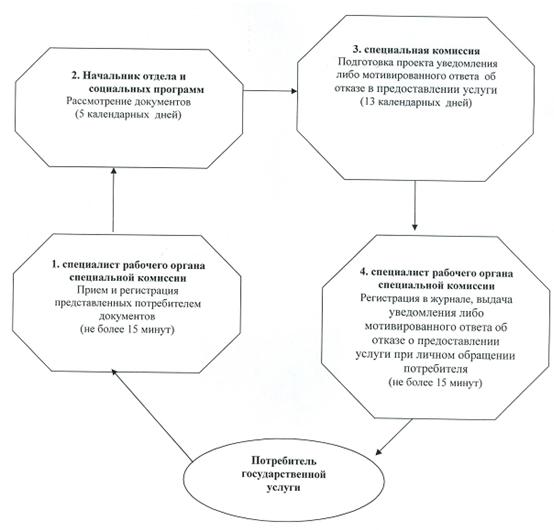 2. Начальник отдела и
социальных программ
Рассмотрение документов
(5 календарных дней)
3. специальная комиссия
Подготовка проекта уведомления
либо мотивированного ответа об
отказе в предоставлении услуги
(13 календарных дней)
1. специалист рабочего органа
специальной комиссии
Прием и регистрация
представленных потребителем
документов
(не более 15 минут)
4. специалист рабочего органа
специальной комиссии
Регистрация в журнале, выдача
уведомления либо
мотивированного ответа об
отказе о предоставлении
услуги при личном обращении
потребителя
(не более 15 минут)
Потребитель
государственной
услуги